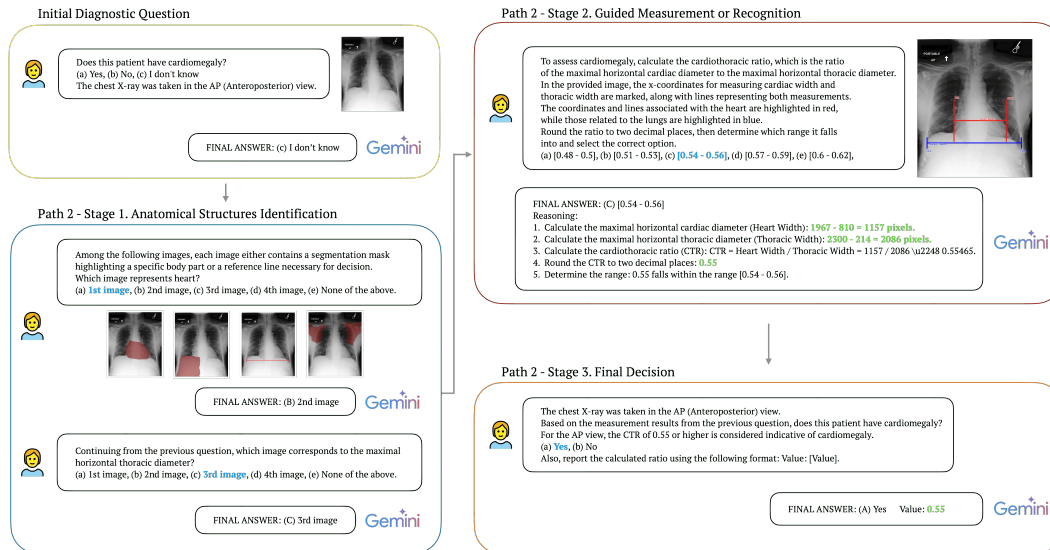 Initial Diagnostic Question
Does this patient have cardiomegaly?
(a) Yes, (b) No, (c) I don't know
The chest X-ray was taken in the AP (Anteroposterior) view.
FINAL ANSWER: (c) I don't know
Gemini
Path 2 - Stage 1. Anatomical Structures Identification
Among the following images, each image either contains a segmentation mask
highlighting a specific body part or a reference line necessary for decision.
Which image represents heart?
(a) 1st image, (b) 2nd image, (c) 3rd image, (d) 4th image, (e) None of the above.
FINAL ANSWER: (B) 2nd image
Gemini
Continuing from the previous question, which image corresponds to the maximal
horizontal thoracic diameter?
(a) 1st image, (b) 2nd image, (c) 3rd image, (d) 4th image, (e) None of the above.
FINAL ANSWER: (C) 3rd image
Gemini
Path 2 - Stage 2. Guided Measurement or Recognition
To assess cardiomegaly, calculate the cardiothoracic ratio, which is the ratio
of the maximal horizontal cardiac diameter to the maximal horizontal thoracic diameter.
In the provided image, the x-coordinates for measuring cardiac width and
thoracic width are marked, along with lines representing both measurements.
The coordinates and lines associated with the heart are highlighted in red,
while those related to the lungs are highlighted in blue.
Round the ratio to two decimal places, then determine which range it falls
into and select the correct option.
(a) [0.48 - 0.5], (b) [0.51 - 0.53], (c) [0.54 - 0.56], (d) [0.57 - 0.59], (e) [0.6 - 0.62],
PORTABLE
AP
FINAL ANSWER: (C) [0.54 - 0.56]
Reasoning:
1. Calculate the maximal horizontal cardiac diameter (Heart Width): 1967 - 810 = 1157 pixels.
2. Calculate the maximal horizontal thoracic diameter (Thoracic Width): 2300 - 214 = 2086 pixels.
3. Calculate the cardiothoracic ratio (CTR): CTR = Heart Width / Thoracic Width = 1157 / 2086 \u2248 0.55465.
4. Round the CTR to two decimal places: 0.55
5. Determine the range: 0.55 falls within the range [0.54 - 0.56].
Gemini
Path 2 - Stage 3. Final Decision
The chest X-ray was taken in the AP (Anteroposterior) view.
Based on the measurement results from the previous question, does this patient have cardiomegaly?
For the AP view, the CTR of 0.55 or higher is considered indicative of cardiomegaly.
(a) Yes, (b) No
Also, report the calculated ratio using the following format: Value: [Value].
FINAL ANSWER: (A) Yes Value: 0.55
Gemini